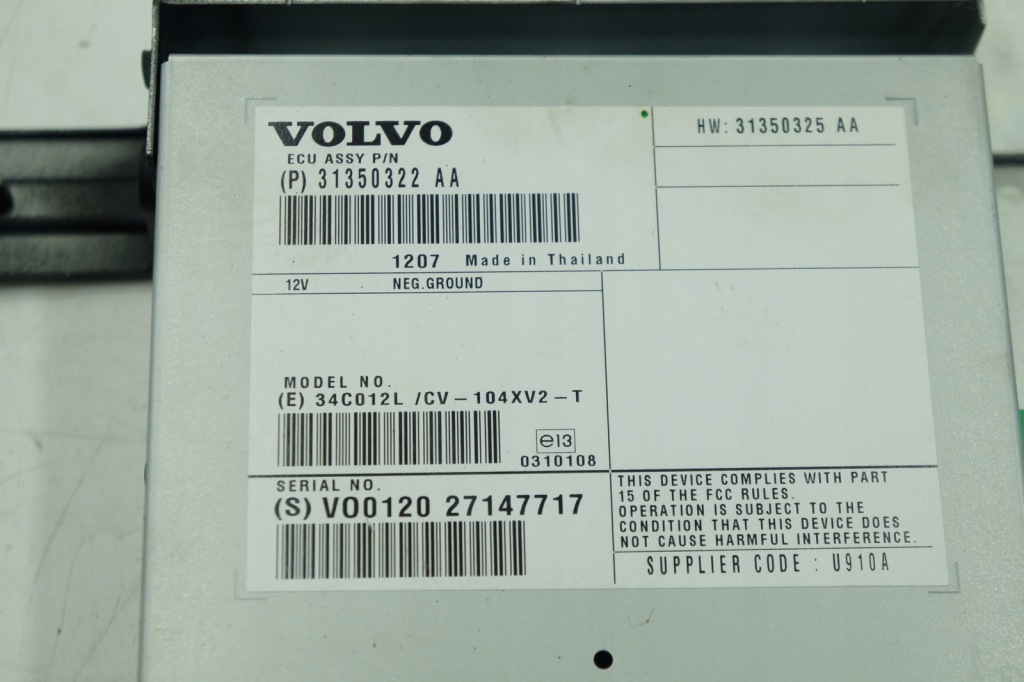 VOLVO
ECU ASSY P/N
(P) 31350322 AA
1207 Made in Thailand
HW: 31350325 AA
12V NEG.GROUND
MODEL NO.
(E) 34C012L /CV-104XV2-T
e13
0310108
SERIAL NO.
(S) V00120 27147717
THIS DEVICE COMPLIES WITH PART
15 OF THE FCC RULES.
OPERATION IS SUBJECT TO THE
CONDITION THAT THIS DEVICE DOES
NOT CAUSE HARMFUL INTERFERENCE.
SUPPLIER CODE : U910A